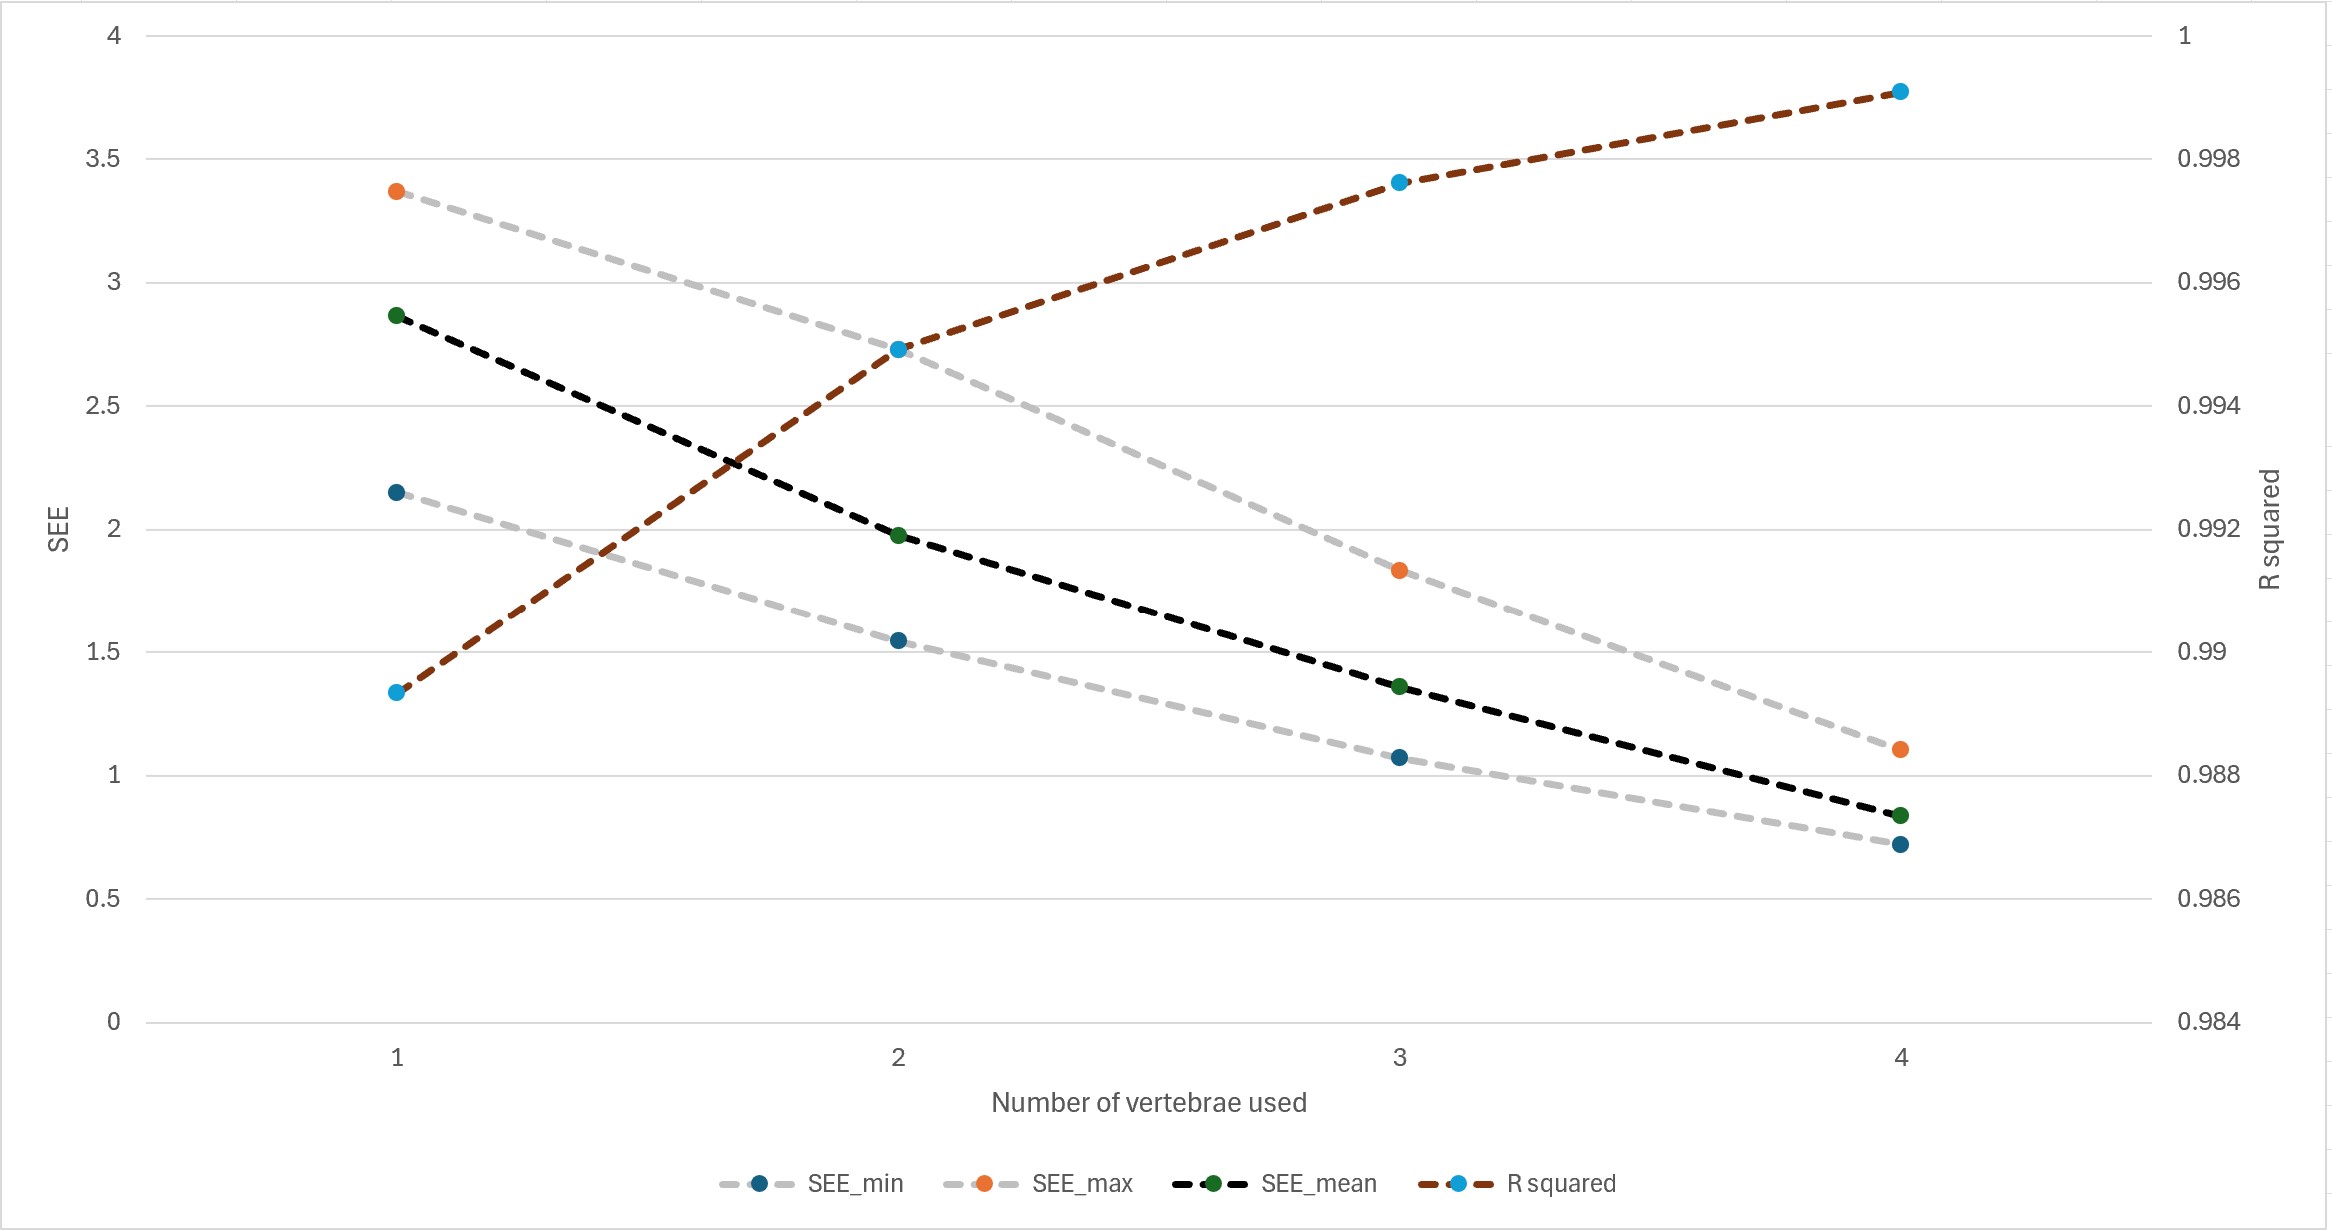 4 1
3.5 0.998
3 0.996
2.5 0.994
2 0.992
1.5 0.99
1 0.988
0.5 0.986
0 0.984
SEE
R squared
1 2 3 4
Number of vertebrae used
SEE_min SEE_max SEE_mean R squared